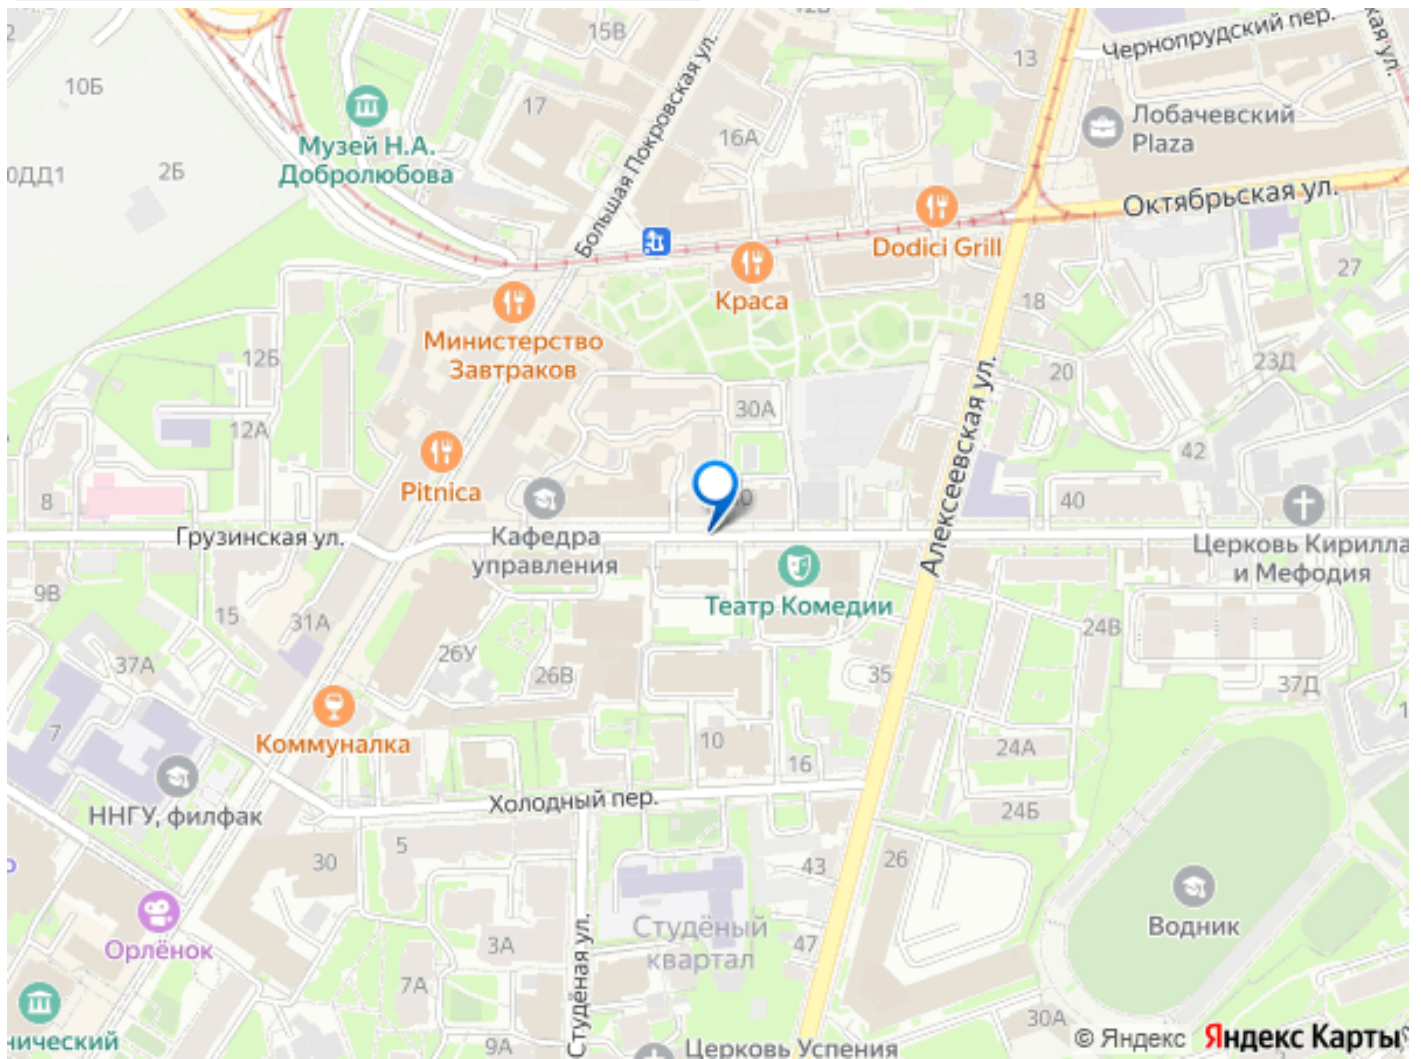 15В
Чернопрудский пер.
13
10Б
17
Большая Покровская ул.
16А
Лобачевский
Plaza
Музей Н.А.
Добролюбова
2Б
Октябрьская ул.
Dodici Grill
27
Краса
18
Министерство
Завтраков
12Б
20
23Д
30А
12А
Алексеевская ул.
42
8
Pitnica
40
Грузинская ул.
Кафедра
управления
Церковь Кирилла
и Мефодия
9В
Театр Комедии
15
31А
24В
26У
37А
26В
35
37Д
7
Коммуналка
10
16
24А
ННГУ, филфак
Холодный пер.
24Б
5
30
43
26
Орлёнок
Студёный
квартал
Водник
3А
47
7А
Студёная ул.
30А
9А
Церковь Успения
© Яндекс Яндекс Карты